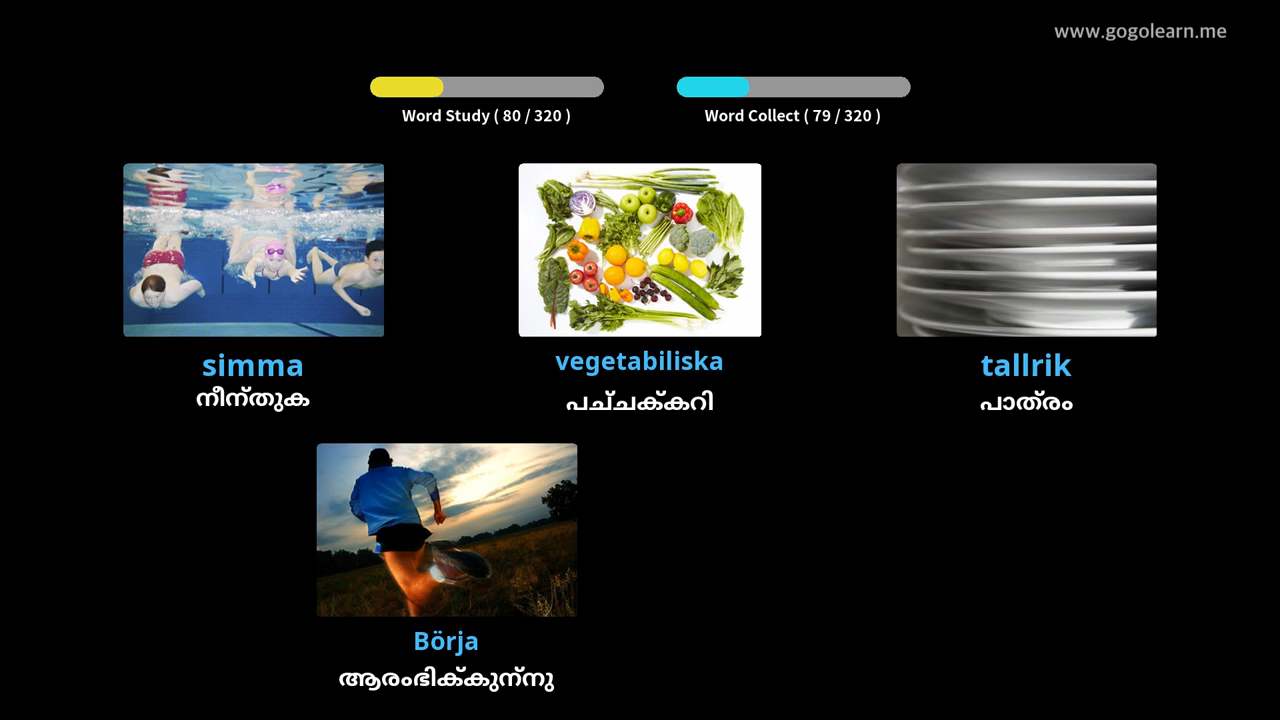 www.gogolearn.me
Word Study ( 80 / 320 )
Word Collect ( 79 / 320 )
simma
നീന്തുക
vegetabiliska
പച്ചക്കറി
tallrik
പാത്രം
Börja
ആരംഭിക്കുന്നു